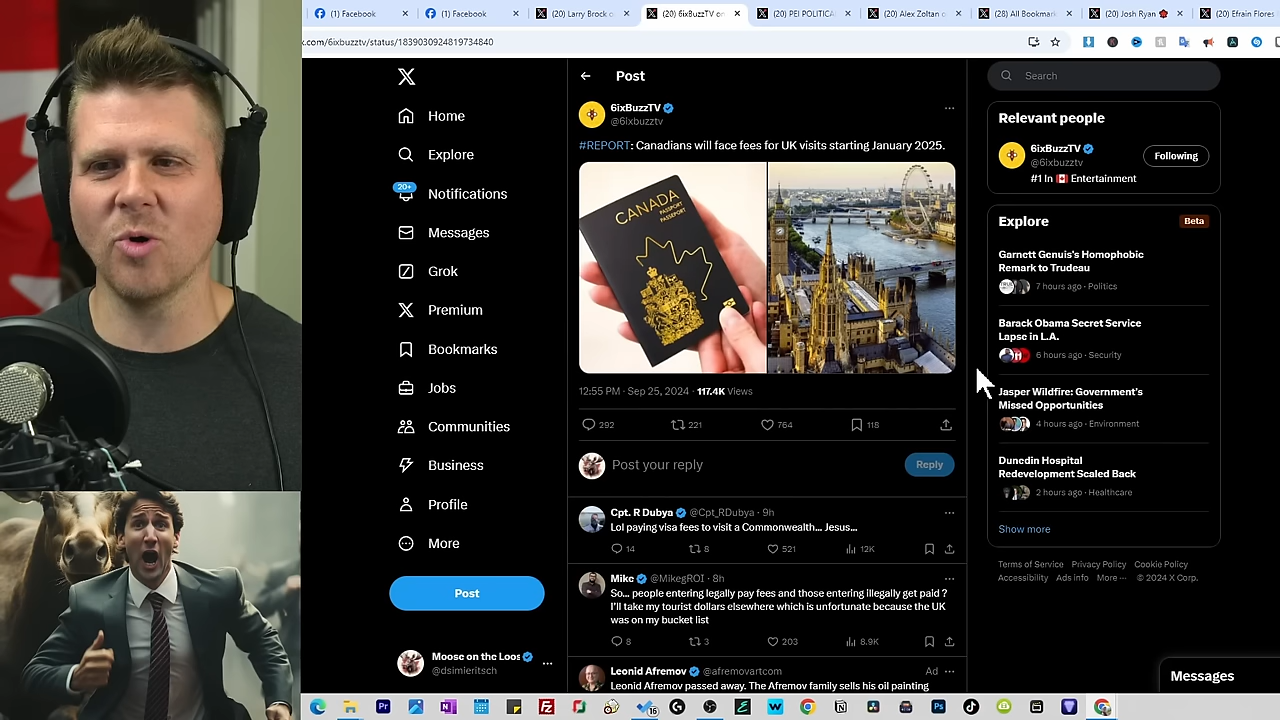 (1) Facebook
(1) Facebook
(20) Larry Brock o
(20) 6ixBuzzTV on
(20) PEI POLITICAL
(20) Alex Zoltan o
(20) All Bookmark
(20) Josh Ryan
(20) Efrain Flores
x.com/6ixbuzztv/status/1839030924819734840
Home
Explore
20+
Notifications
Messages
Grok
Premium
Bookmarks
Jobs
Communities
Business
Profile
More
Post
Moose on the Loos
@dsimieritsch
Post
6ixBuzzTV
@6ixbuzztv
#REPORT: Canadians will face fees for UK visits starting January 2025.
CANADA
PASSPORT
PASSEPORT
12:55 PM · Sep 25, 2024 · 117.4K Views
292
221
764
118
Post your reply
Reply
Cpt. R Dubya @Cpt_RDubya · 9h
Lol paying visa fees to visit a Commonwealth... Jesus...
14
8
521
12K
Mike @MikegROI · 8h
So... people entering legally pay fees and those entering illegally get paid ?
I'll take my tourist dollars elsewhere which is unfortunate because the UK
was on my bucket list
8
3
203
8.9K
Leonid Afremov @afremovartcom
Ad
Leonid Afremov passed away. The Afremov family sells his oil painting
Search
Relevant people
6ixBuzzTV
@6ixbuzztv
Following
#1 In 🇨🇦 Entertainment
Explore
Beta
Garnett Genuis's Homophobic
Remark to Trudeau
7 hours ago · Politics
Barack Obama Secret Service
Lapse in L.A.
6 hours ago · Security
Jasper Wildfire: Government's
Missed Opportunities
4 hours ago · Environment
Dunedin Hospital
Redevelopment Scaled Back
2 hours ago · Healthcare
Show more
Terms of Service Privacy Policy Cookie Policy
Accessibility Ads info More ··· © 2024 X Corp.
Messages